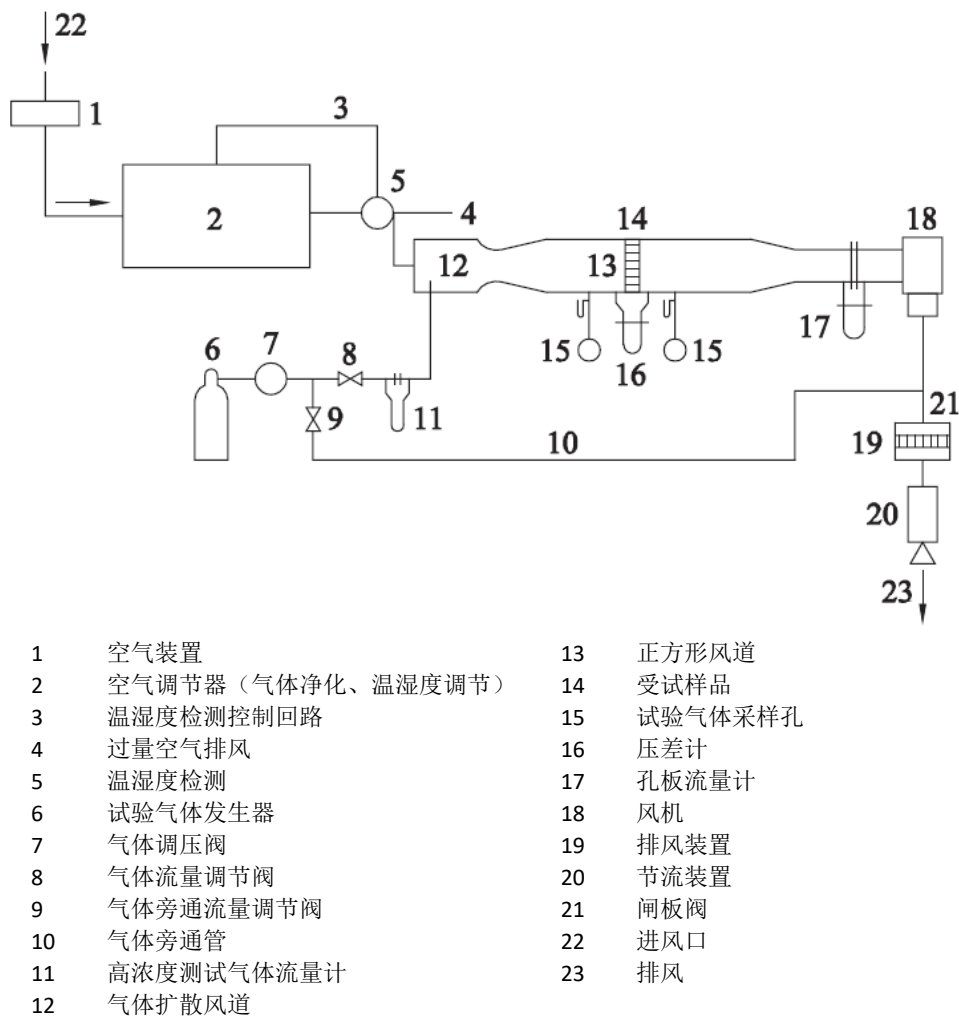 22
1
3
5
2
4
14
18
12
13
17
15
15
16
6
7
8
9
11
10
21
19
20
23
1 空气装置
2 空气调节器（气体净化、温湿度调节）
3 温湿度检测控制回路
4 过量空气排风
5 温湿度检测
6 试验气体发生器
7 气体调压阀
8 气体流量调节阀
9 气体旁通流量调节阀
10 气体旁通管
11 高浓度测试气体流量计
12 气体扩散风道
13 正方形风道
14 受试样品
15 试验气体采样孔
16 压差计
17 孔板流量计
18 风机
19 排风装置
20 节流装置
21 闸板阀
22 进风口
23 排风